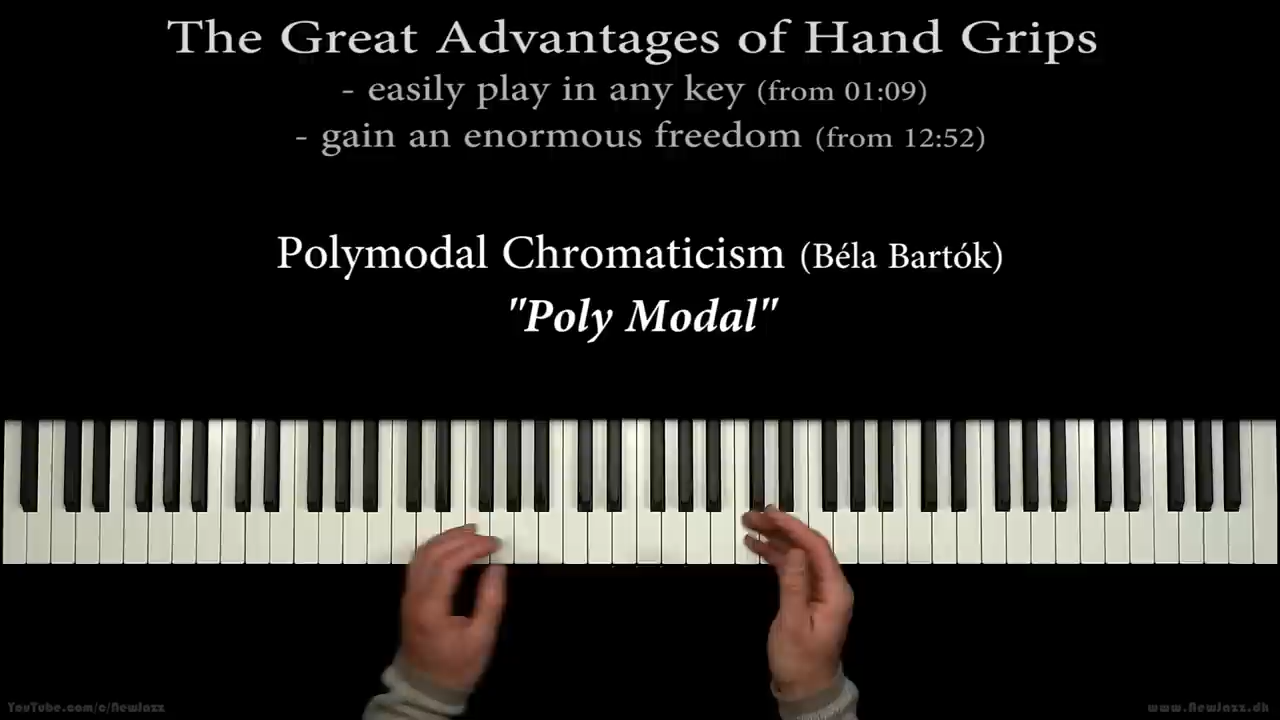 The Great Advantages of Hand Grips
- easily play in any key (from 01:09)
- gain an enormous freedom (from 12:52)
Polymodal Chromaticism (Béla Bartók)
"Poly Modal"
YouTube.com/c/NewJazz
www.NewJazz.dk